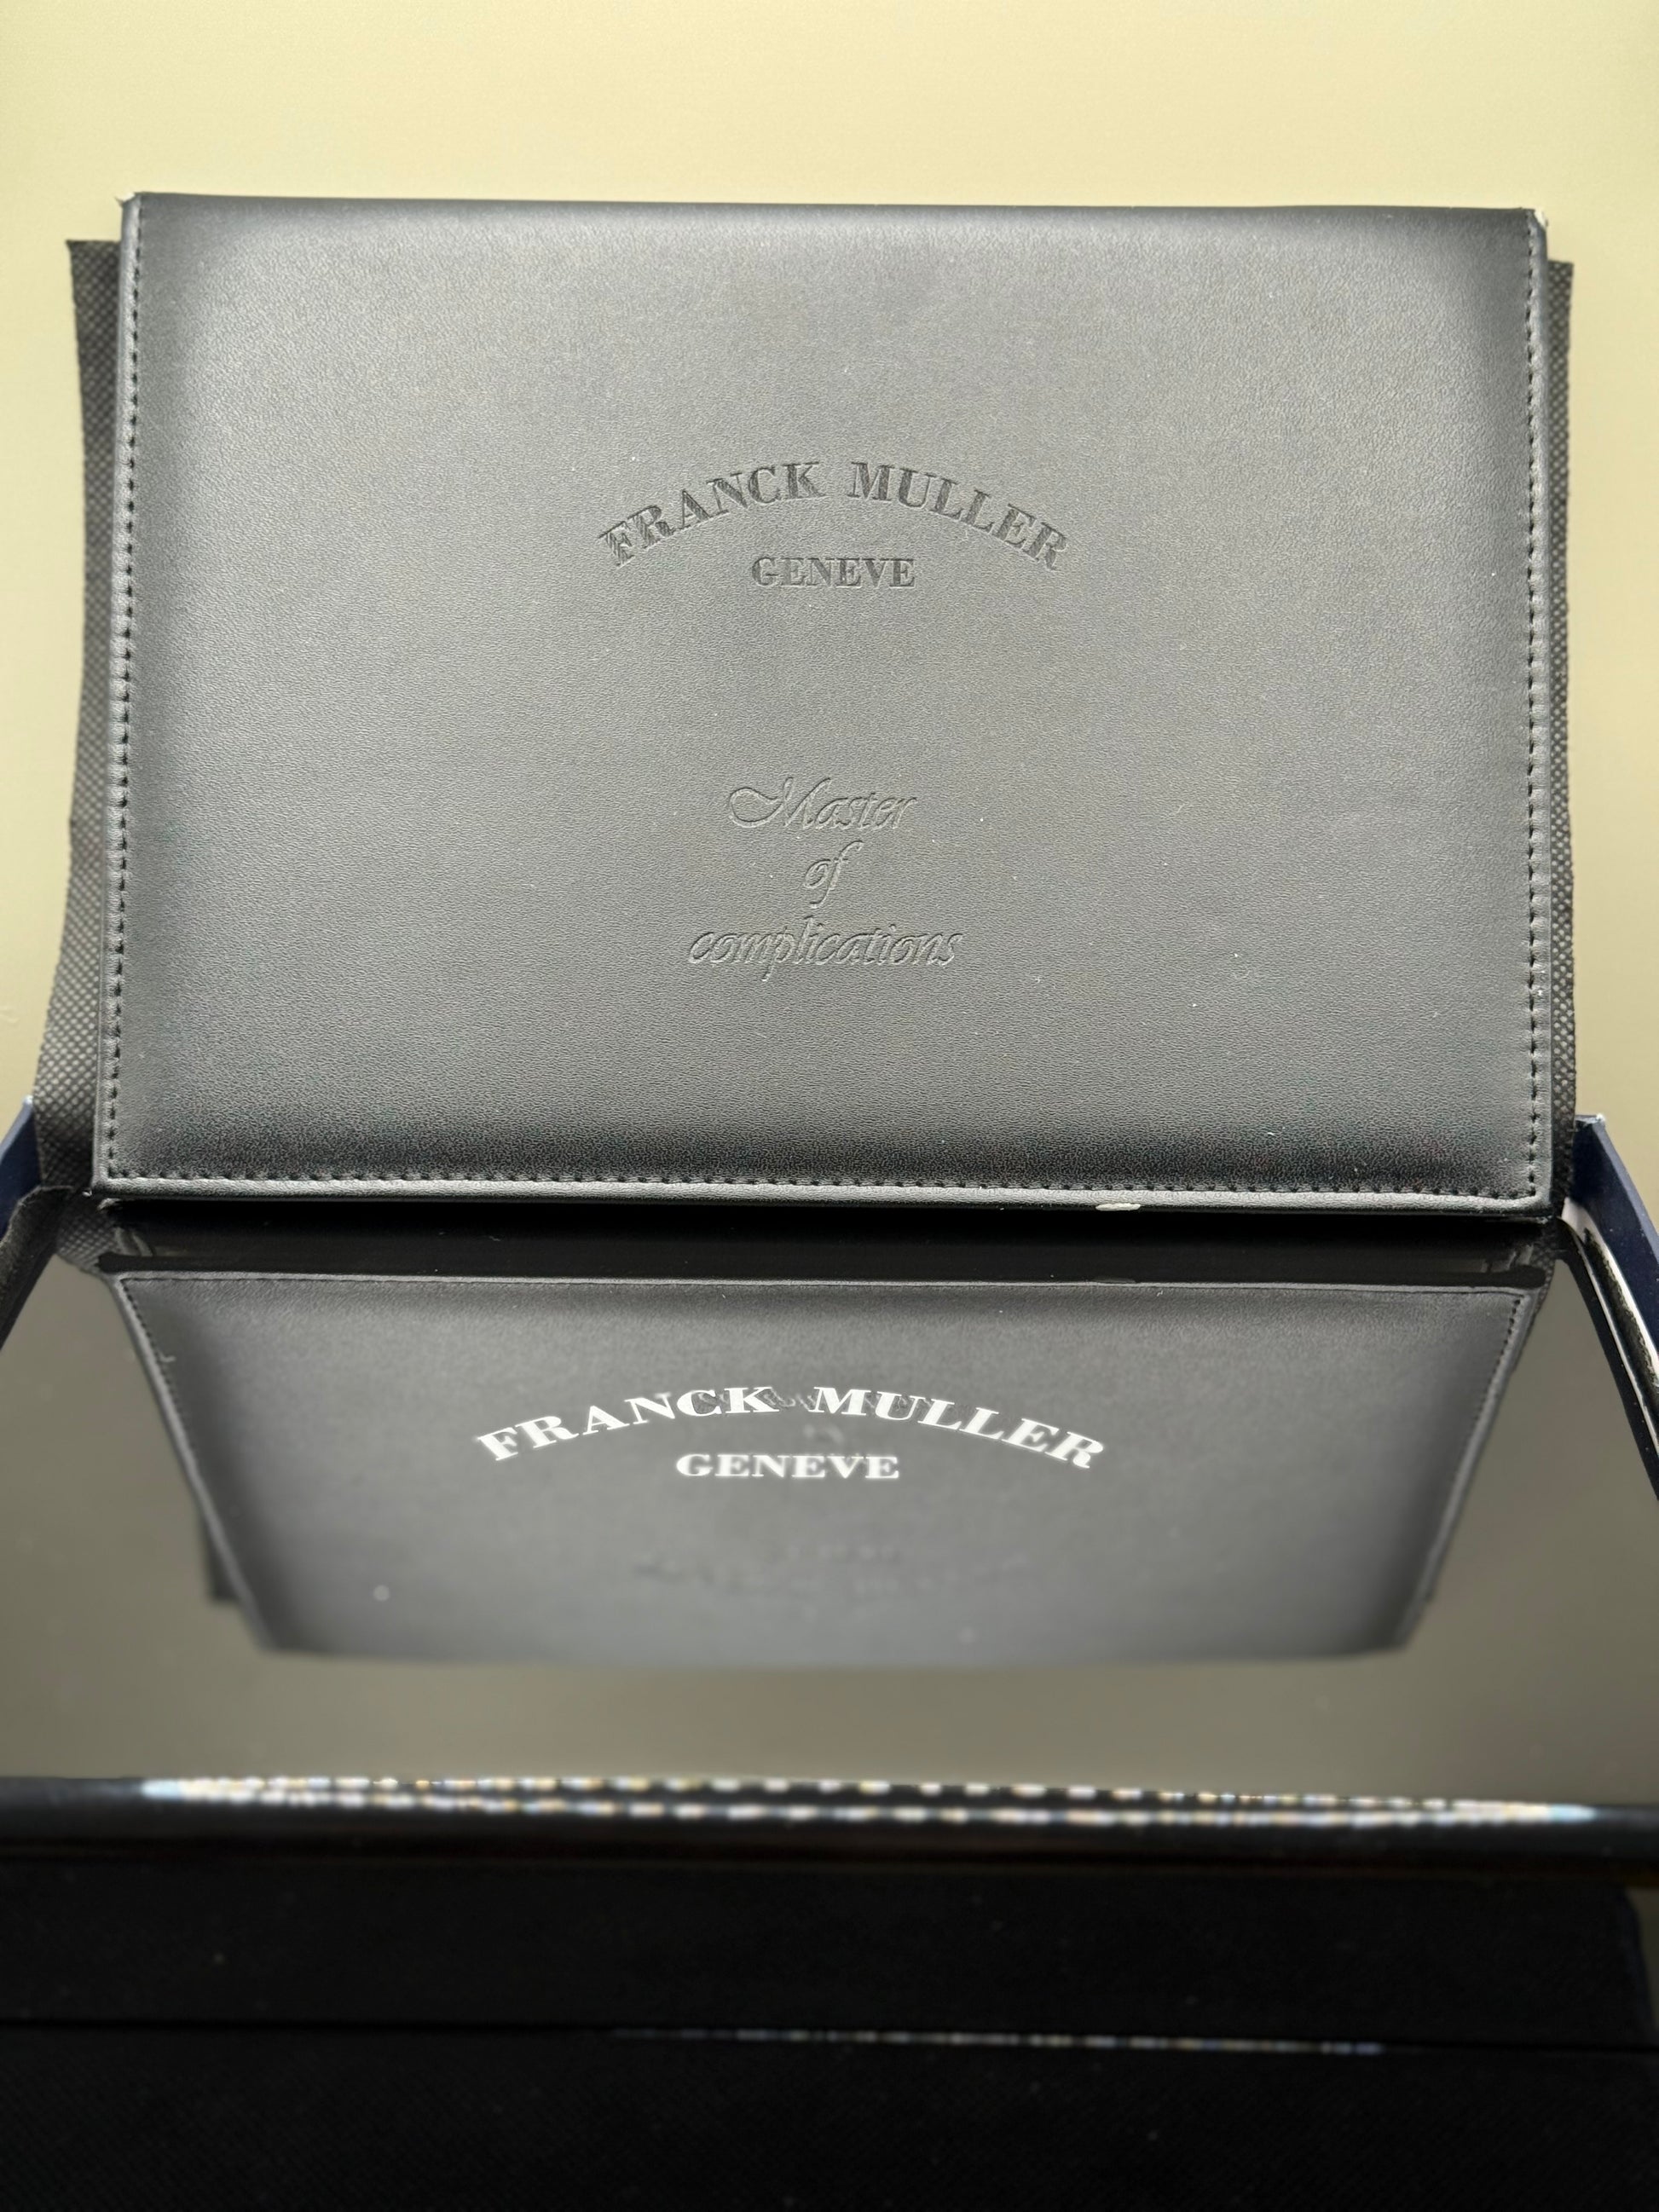 FRANCK MULLER
GENEVE
Master
of
complications
FRANCK MULLER
GENEVE